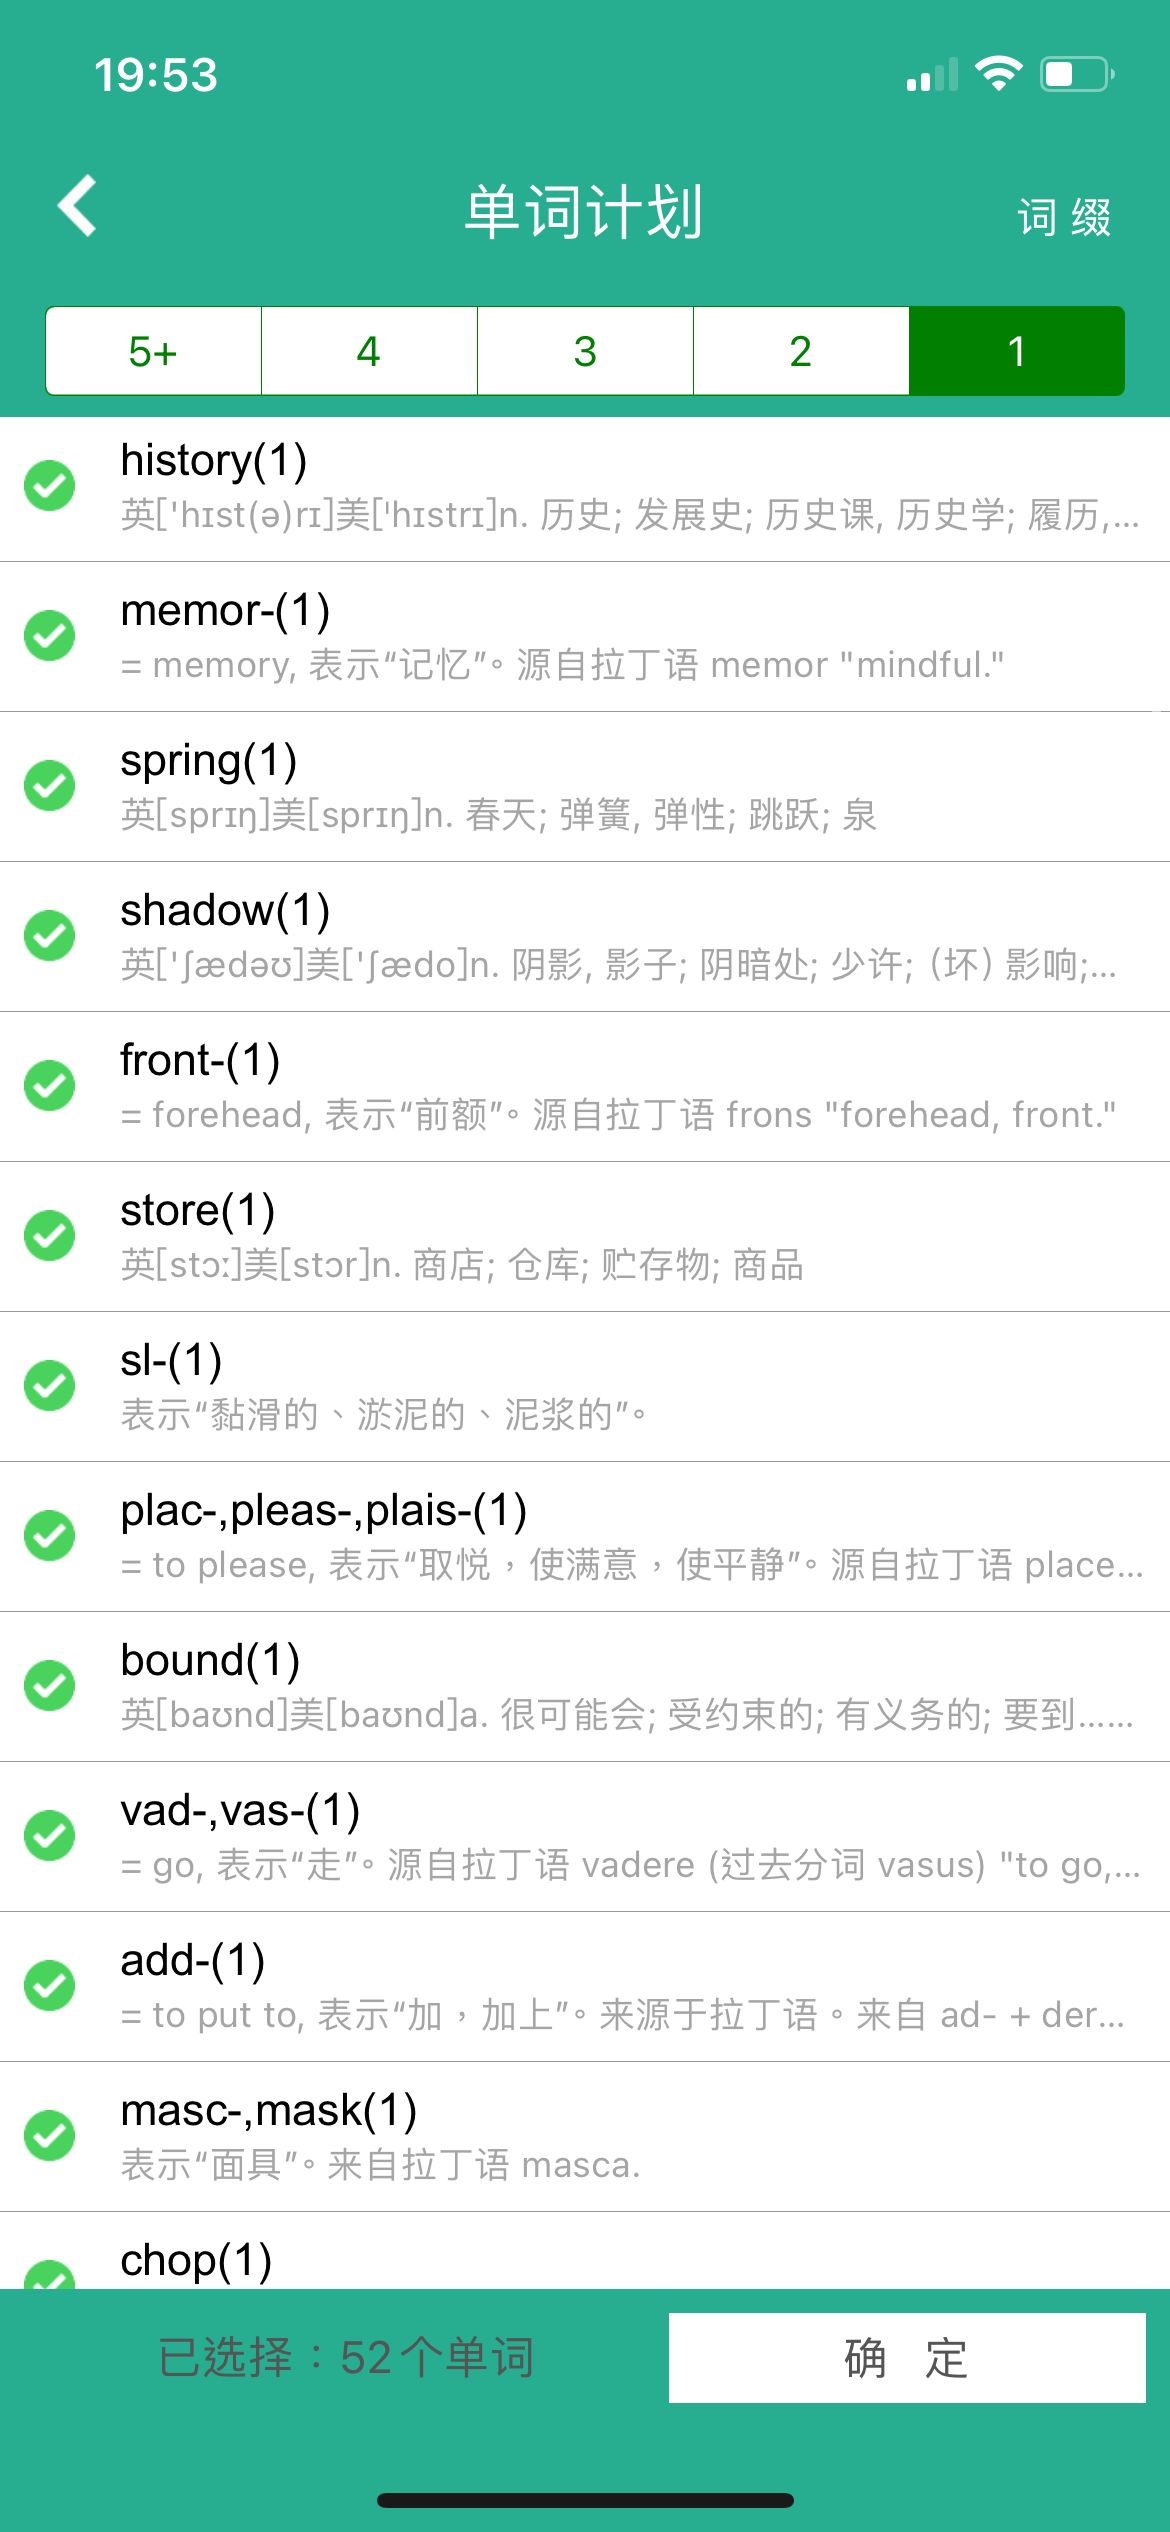 19:53
单词计划
词 缀
5+ 4 3 2 1
history(1)
英['hɪst(ə)rɪ]美['hɪstrɪ]n. 历史; 发展史; 历史课, 历史学; 履历,...
memor-(1)
= memory, 表示“记忆”。源自拉丁语 memor "mindful."
spring(1)
英[sprɪŋ]美[sprɪŋ]n. 春天; 弹簧, 弹性; 跳跃; 泉
shadow(1)
英['ʃædəʊ]美['ʃædo]n. 阴影, 影子; 阴暗处; 少许; (坏) 影响;...
front-(1)
= forehead, 表示“前额”。源自拉丁语 frons "forehead, front."
store(1)
英[stɔː]美[stɔr]n. 商店; 仓库; 贮存物; 商品
sl-(1)
表示“黏滑的、淤泥的、泥浆的”。
plac-,pleas-,plais-(1)
= to please, 表示“取悦，使满意，使平静”。源自拉丁语 place...
bound(1)
英[baʊnd]美[baʊnd]a. 很可能会; 受约束的; 有义务的; 要到......
vad-,vas-(1)
= go, 表示“走”。源自拉丁语 vadere (过去分词 vasus) "to go,...
add-(1)
= to put to, 表示“加，加上”。来源于拉丁语。来自 ad- + der...
masc-,mask(1)
表示“面具”。来自拉丁语 masca.
chop(1)
已选择：52个单词
确 定